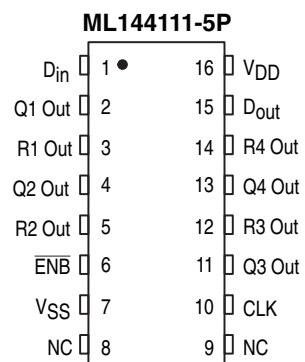 ML144111-5P
Din 1 16 VDD
Q1 Out 2 15 Dout
R1 Out 3 14 R4 Out
Q2 Out 4 13 Q4 Out
R2 Out 5 12 R3 Out
E̅N̅B̅ 6 11 Q3 Out
VSS 7 10 CLK
NC 8 9 NC